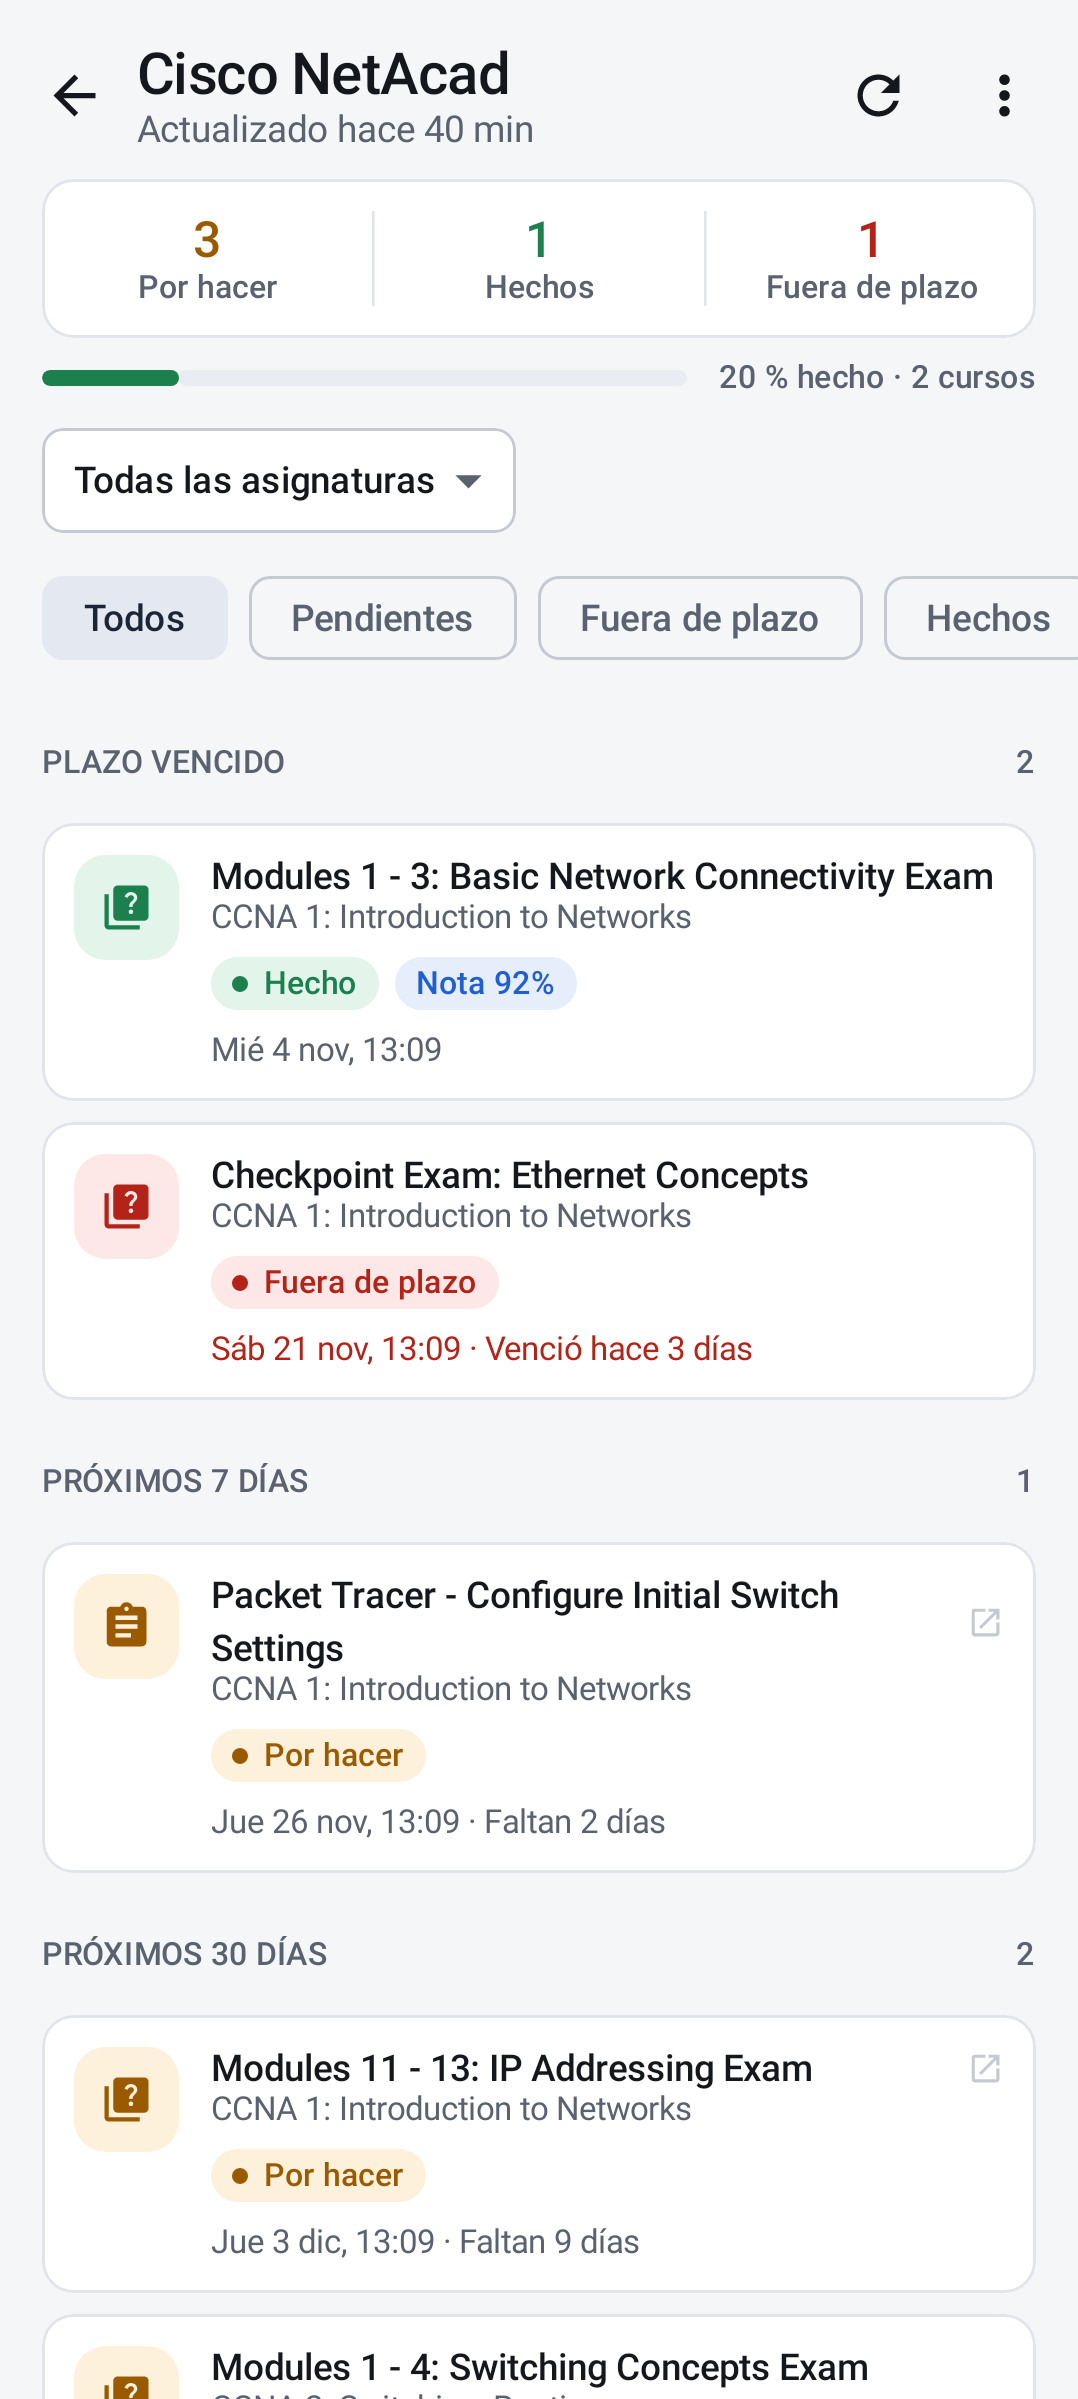 Cisco NetAcad
Actualizado hace 40 min
3
Por hacer
1
Hechos
1
Fuera de plazo
20 % hecho · 2 cursos
Todas las asignaturas
Todos
Pendientes
Fuera de plazo
Hechos
PLAZO VENCIDO
2
Modules 1 - 3: Basic Network Connectivity Exam
CCNA 1: Introduction to Networks
Hecho
Nota 92%
Mié 4 nov, 13:09
Checkpoint Exam: Ethernet Concepts
CCNA 1: Introduction to Networks
Fuera de plazo
Sáb 21 nov, 13:09 · Venció hace 3 días
PRÓXIMOS 7 DÍAS
1
Packet Tracer - Configure Initial Switch
Settings
CCNA 1: Introduction to Networks
Por hacer
Jue 26 nov, 13:09 · Faltan 2 días
PRÓXIMOS 30 DÍAS
2
Modules 11 - 13: IP Addressing Exam
CCNA 1: Introduction to Networks
Por hacer
Jue 3 dic, 13:09 · Faltan 9 días
Modules 1 - 4: Switching Concepts Exam